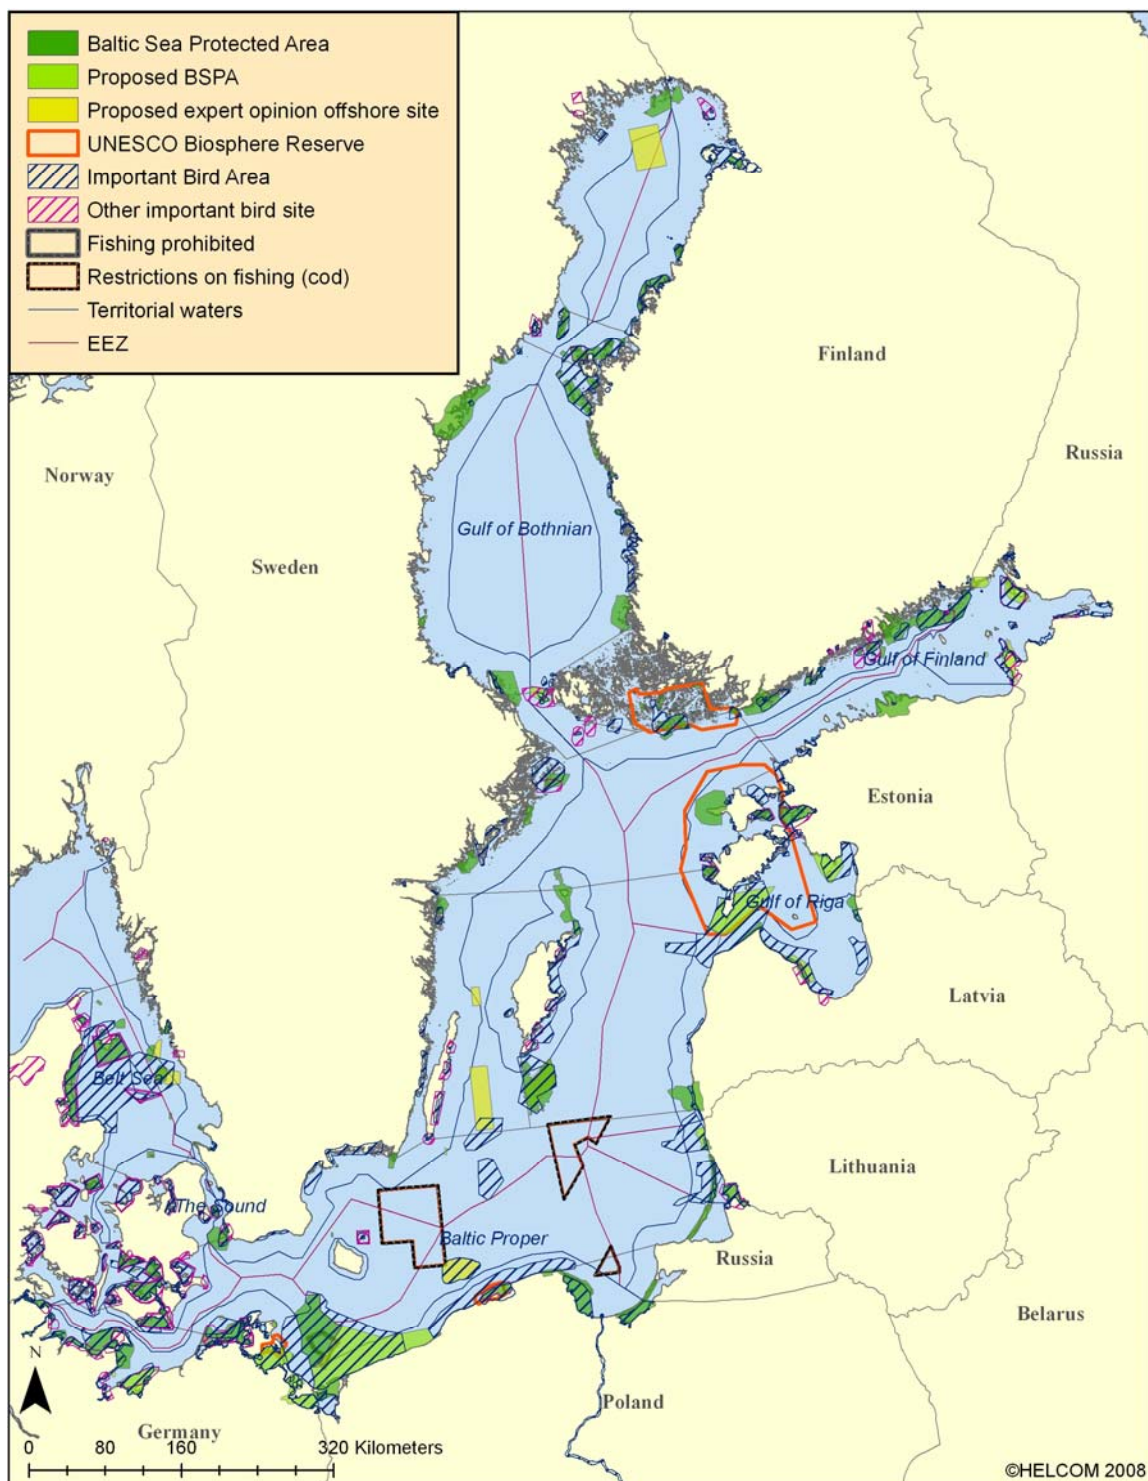 Baltic Sea Protected Area
Proposed BSPA
Proposed expert opinion offshore site
UNESCO Biosphere Reserve
Important Bird Area
Other important bird site
Fishing prohibited
Restrictions on fishing (cod)
Territorial waters
EEZ
Finland
Russia
Norway
Gulf of Bothnian
Sweden
Gulf of Finland
Estonia
Gulf of Riga
Latvia
Belt Sea
Lithuania
The Sound
Baltic Proper
Russia
Belarus
N
Poland
Germany
0 80 160 320 Kilometers
©HELCOM 2008